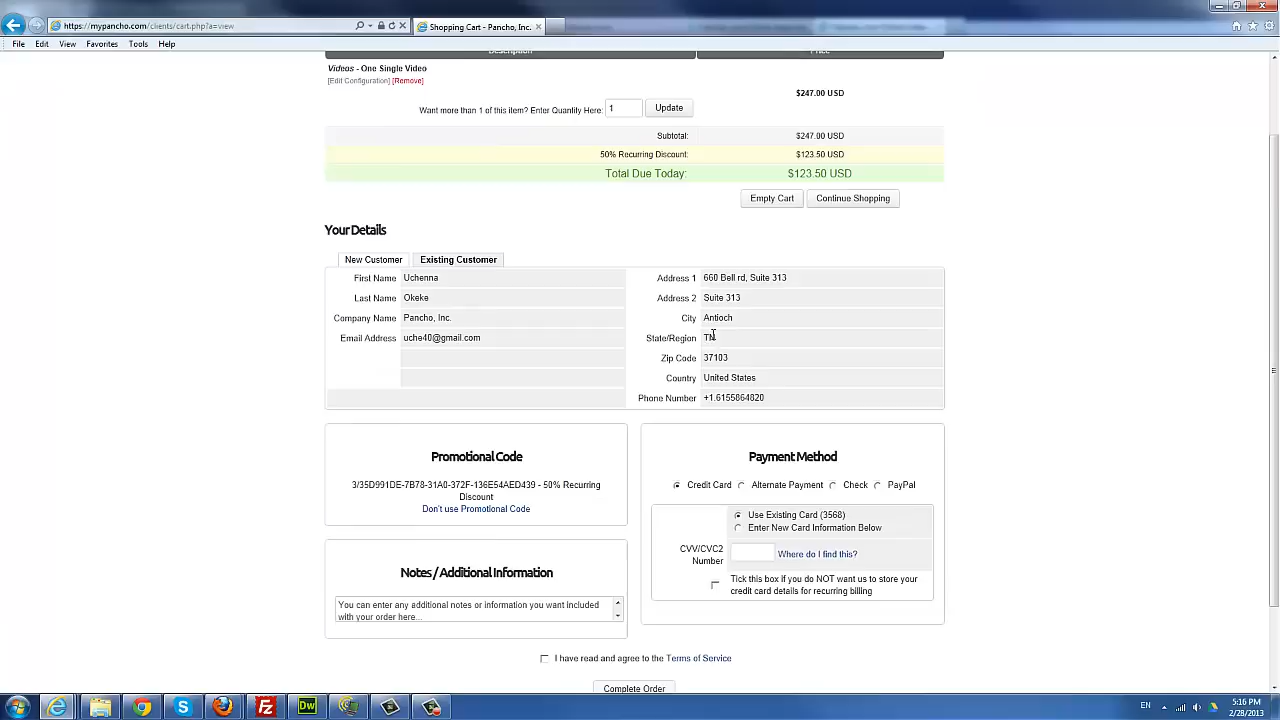 https://mypancho.com/clients/cart.php?a=view
Shopping Cart - Pancho, Inc.
File Edit View Favorites Tools Help
Description Price
Videos - One Single Video
[Edit Configuration] [Remove]
$247.00 USD
Want more than 1 of this item? Enter Quantity Here: 1 Update
Subtotal: $247.00 USD
50% Recurring Discount: $123.50 USD
Total Due Today: $123.50 USD
Empty Cart Continue Shopping
Your Details
New Customer Existing Customer
First Name Uchenna Address 1 660 Bell rd, Suite 313
Last Name Okeke Address 2 Suite 313
Company Name Pancho, Inc. City Antioch
Email Address uche40@gmail.com State/Region TN
Zip Code 37103
Country United States
Phone Number +1.6155864820
Promotional Code
3/35D991DE-7B78-31A0-372F-136E54AED439 - 50% Recurring
Discount
Don't use Promotional Code
Payment Method
Credit Card Alternate Payment Check PayPal
Use Existing Card (3568)
Enter New Card Information Below
CVV/CVC2
Number
Where do I find this?
Tick this box if you do NOT want us to store your
credit card details for recurring billing
Notes / Additional Information
You can enter any additional notes or information you want included
with your order here...
I have read and agree to the Terms of Service
Complete Order
Dw
EN
5:16 PM
2/28/2013